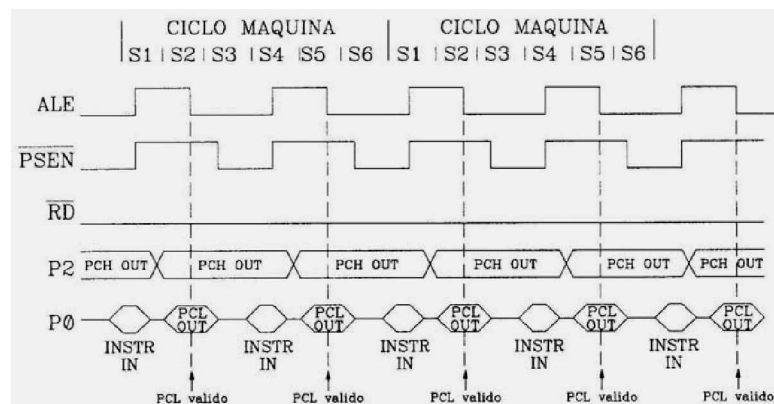 CICLO MAQUINA CICLO MAQUINA
S1 S2 S3 S4 S5 S6 S1 S2 S3 S4 S5 S6
ALE
PSEN
RD
P2 PCH OUT PCH OUT PCH OUT PCH OUT PCH OUT PCH OUT
P0 PCL OUT PCL OUT PCL OUT PCL OUT PCL OUT
INSTR IN INSTR IN INSTR IN INSTR IN INSTR IN
PCL valido PCL valido PCL valido PCL valido PCL valido